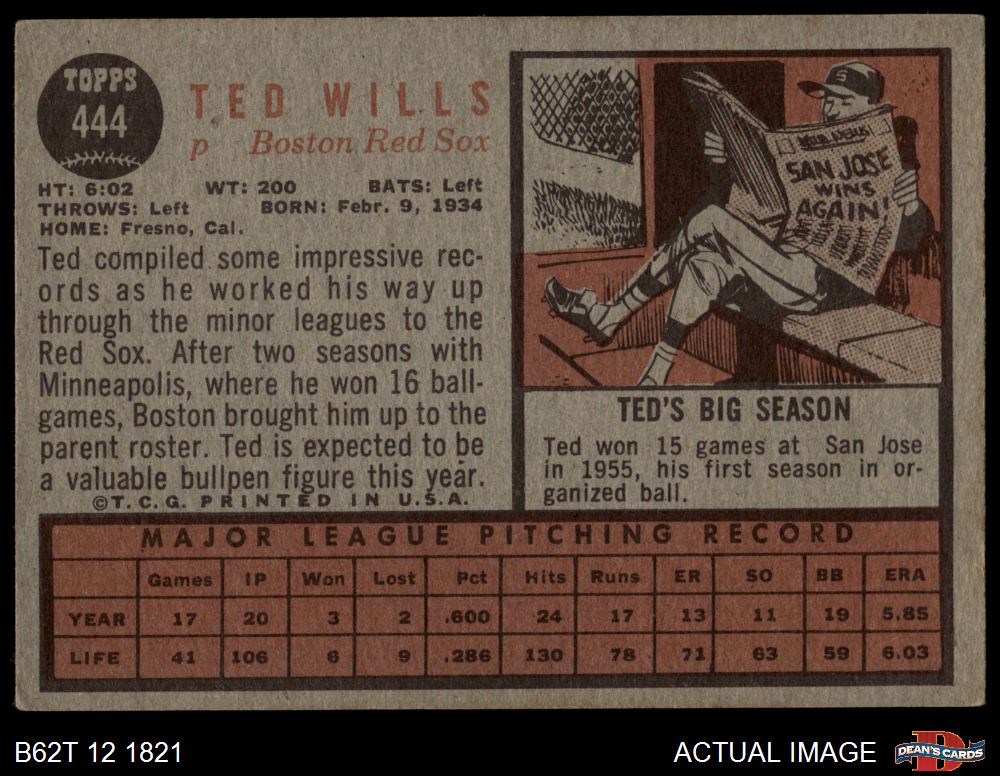 TOPPS
444
TED WILLS
p Boston Red Sox
HT: 6:02 WT: 200 BATS: Left
THROWS: Left BORN: Febr. 9, 1934
HOME: Fresno, Cal.
Ted compiled some impressive rec-
ords as he worked his way up
through the minor leagues to the
Red Sox. After two seasons with
Minneapolis, where he won 16 ball-
games, Boston brought him up to the
parent roster. Ted is expected to be
a valuable bullpen figure this year.
©T.C.G. PRINTED IN U.S.A.
S
SAN JOSE
WINS
AGAIN!
TED'S BIG SEASON
Ted won 15 games at San Jose
in 1955, his first season in or-
ganized ball.
MAJOR LEAGUE PITCHING RECORD
Games IP Won Lost Pct Hits Runs ER SO BB ERA
YEAR 17 20 3 2 .600 24 17 13 11 19 5.85
LIFE 41 106 6 9 .286 130 78 71 63 59 6.03
B62T 12 1821
ACTUAL IMAGE
DEAN'S CARDS